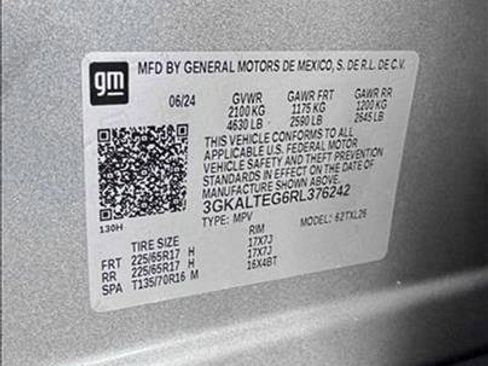 gm
MFD BY GENERAL MOTORS DE MEXICO, S. DE R.L. DE C.V.
06/24 GVWR GAWR FRT GAWR RR
2100 KG 1175 KG 1200 KG
4630 LB 2590 LB 2645 LB
THIS VEHICLE CONFORMS TO ALL
APPLICABLE U.S. FEDERAL MOTOR
VEHICLE SAFETY AND THEFT PREVENTION
STANDARDS IN EFFECT ON THE DATE OF
MANUFACTURE SHOWN ABOVE.
3GKALTEG6RL376242
130H
TYPE: MPV MODEL: 62TXL26
TIRE SIZE RIM
FRT 225/65R17 H 17X7J
RR 225/65R17 H 17X7J
SPA T135/70R16 M 16X4BT